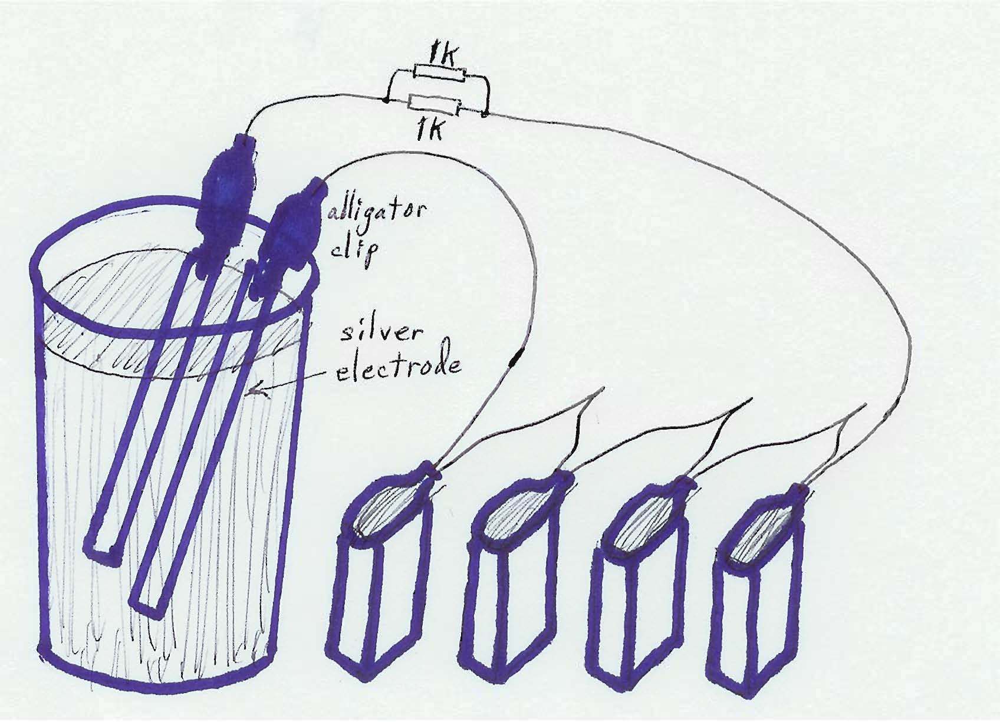 1K
1K
alligator
clip
silver
electrode